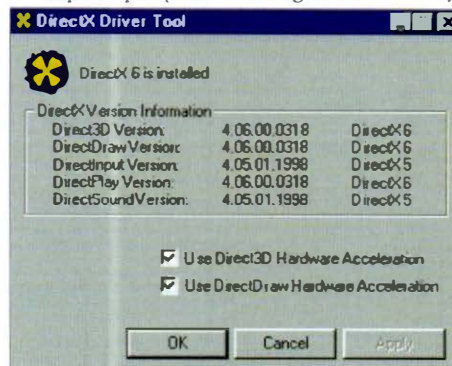 DirectX Driver Tool
DirectX 6 is installed
DirectX Version Information
Direct3D Version: 4.06.00.0318 DirectX 6
DirectDraw Version: 4.06.00.0318 DirectX 6
DirectInput Version: 4.05.01.1998 DirectX 5
DirectPlay Version: 4.06.00.0318 DirectX 6
DirectSound Version: 4.05.01.1998 DirectX 5
Use Direct3D Hardware Acceleration
Use DirectDraw Hardware Acceleration
OK Cancel Apply